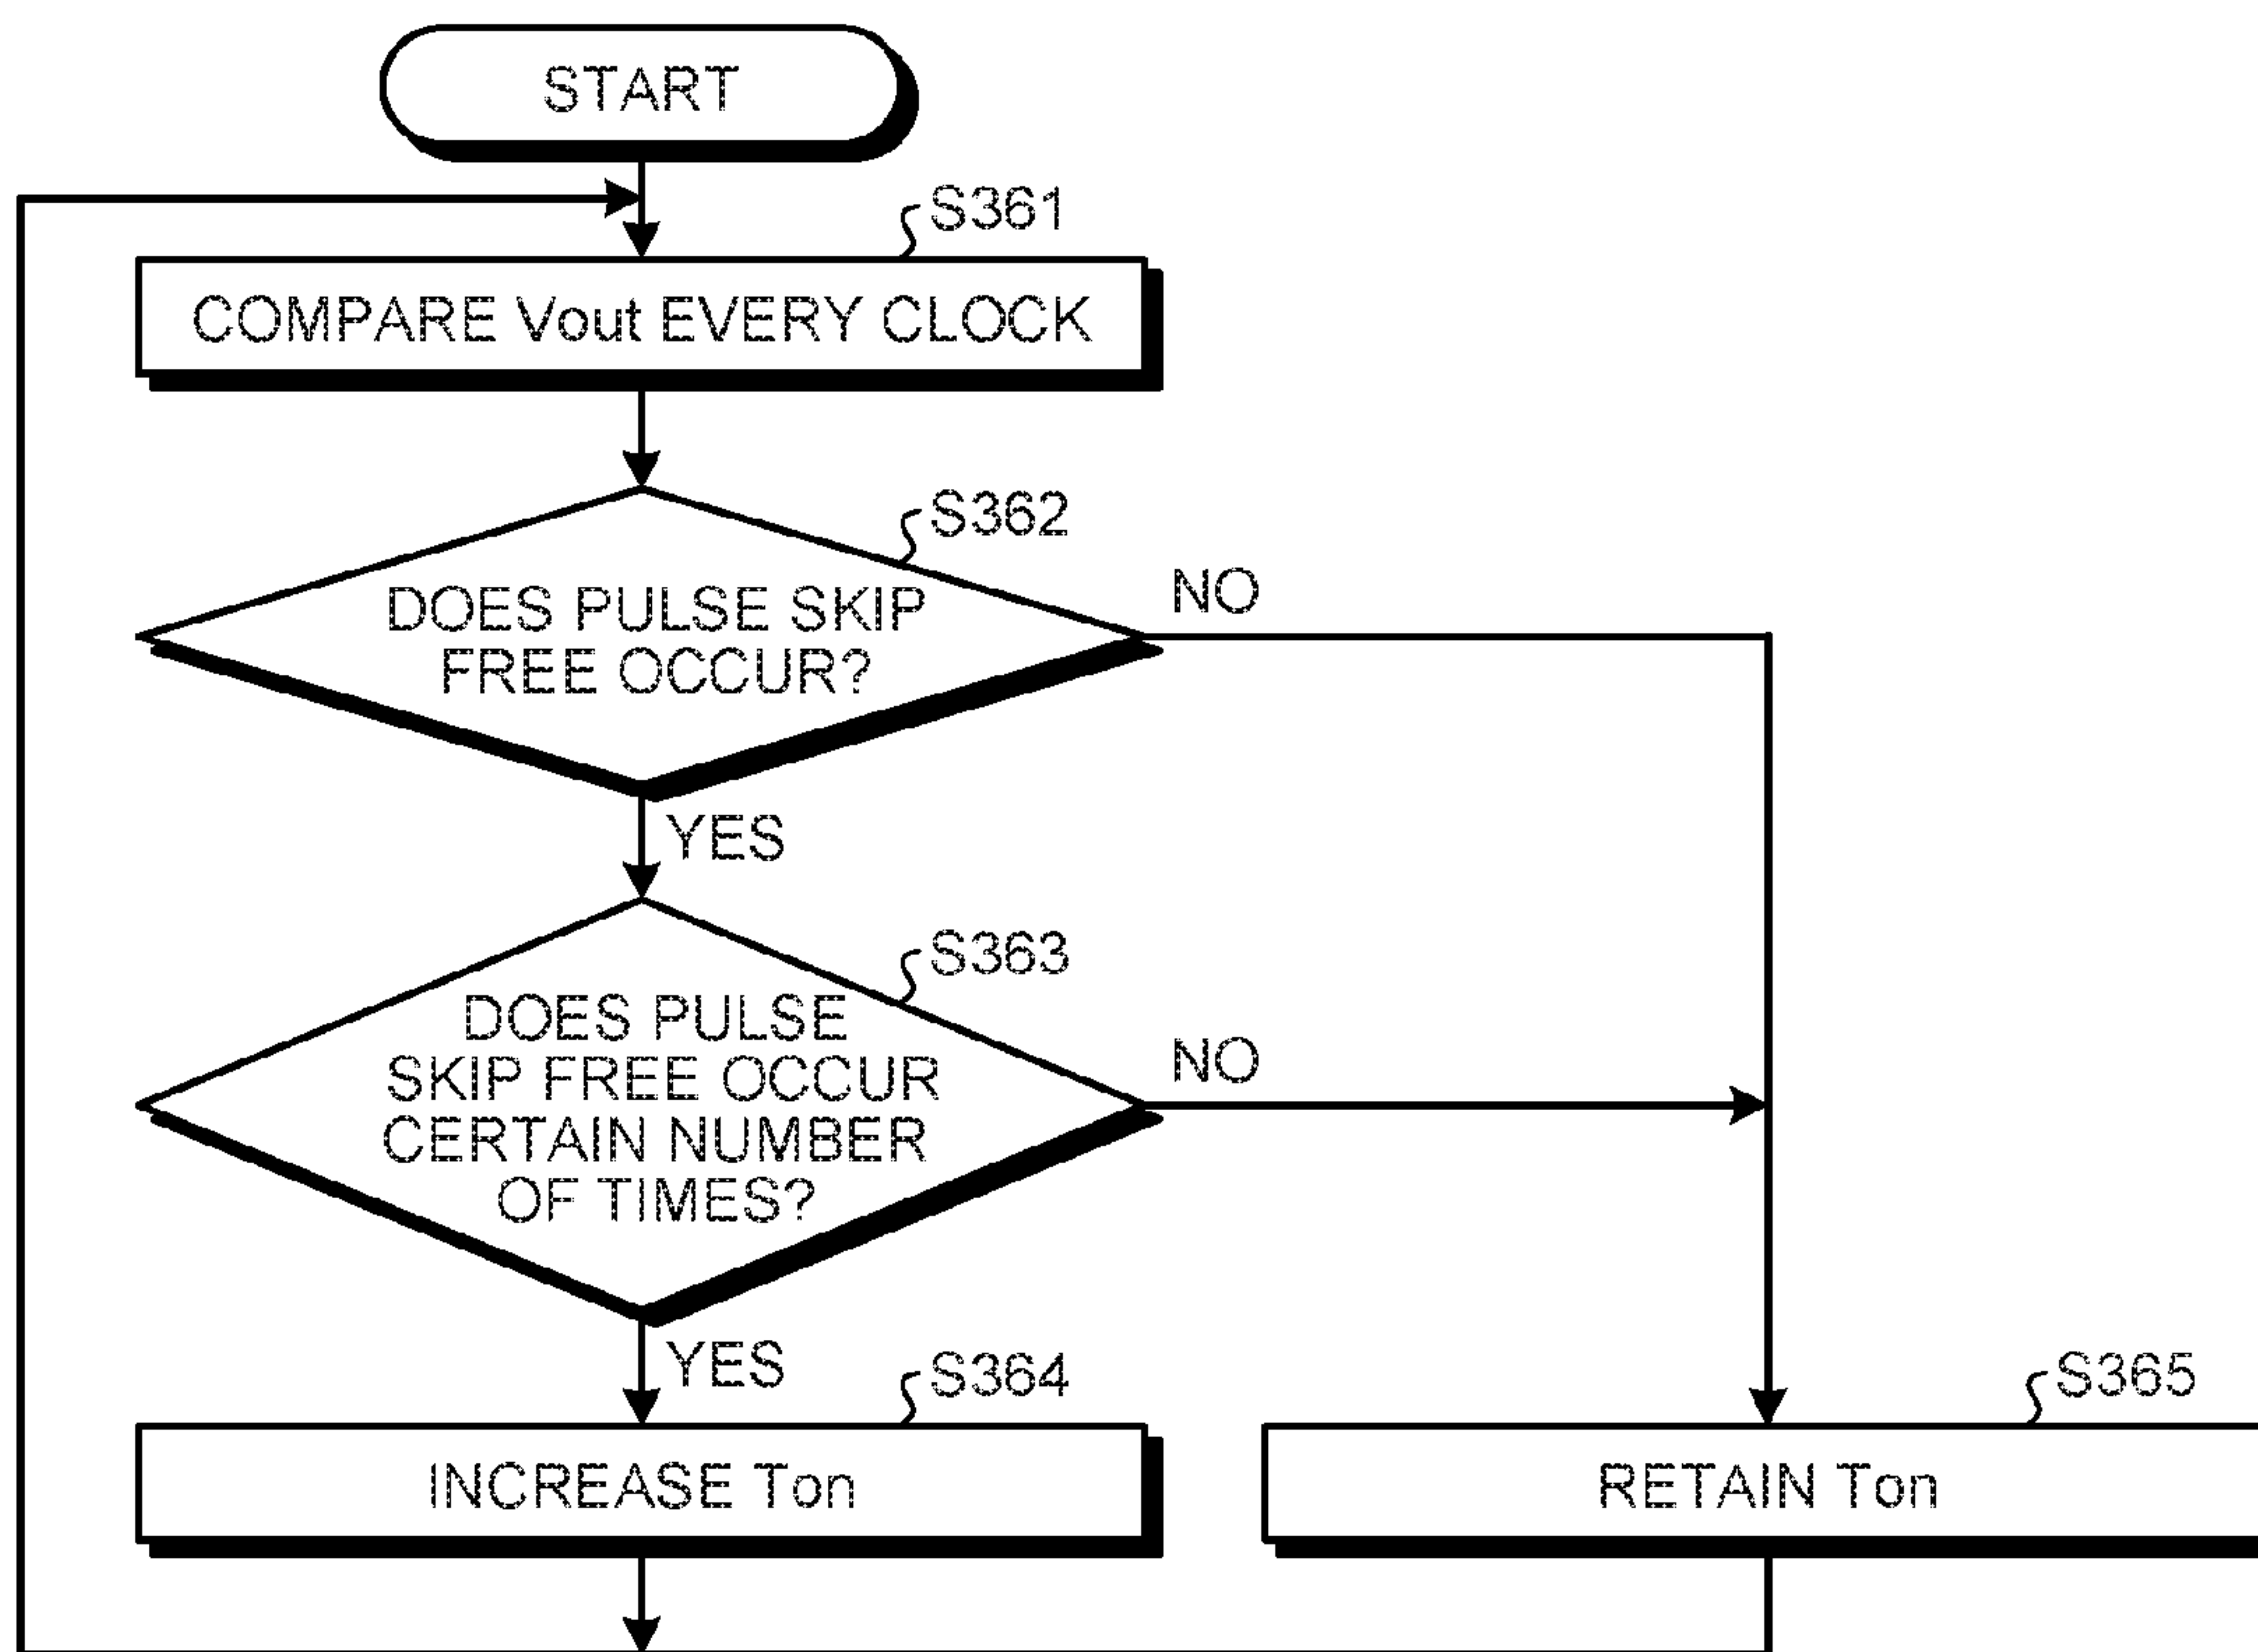 START
S361
COMPARE Vout EVERY CLOCK
S362
DOES PULSE SKIP
FREE OCCUR?
NO
YES
S363
DOES PULSE
SKIP FREE OCCUR
CERTAIN NUMBER
OF TIMES?
NO
YES
S364
INCREASE Ton
S365
RETAIN Ton